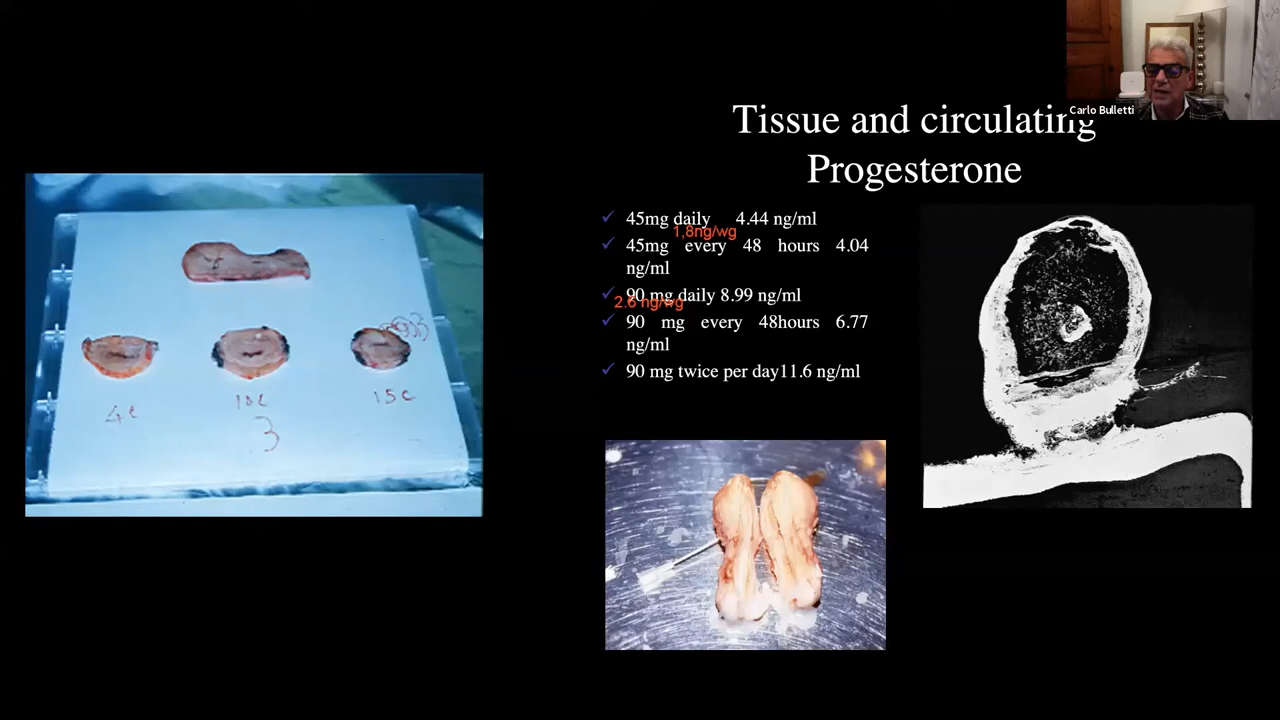 Carlo Bulletti
Tissue and circulating
Progesterone
✓ 45mg daily 4.44 ng/ml
1,8ng/wg
✓ 45mg every 48 hours 4.04
ng/ml
✓ 90 mg daily 8.99 ng/ml
2.6 ng/wg
✓ 90 mg every 48hours 6.77
ng/ml
✓ 90 mg twice per day11.6 ng/ml
3